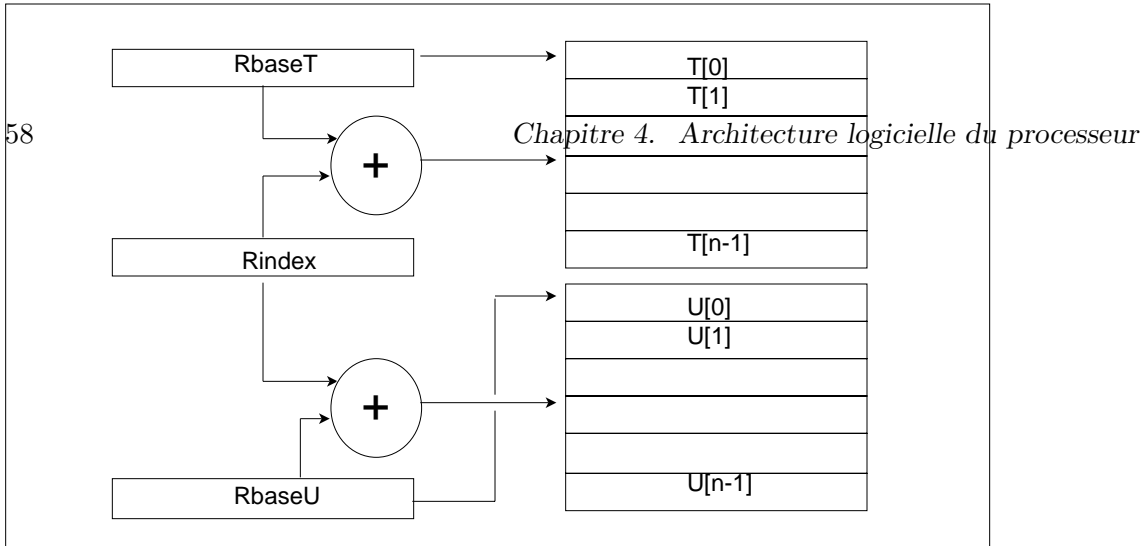 RbaseT
T[0]
T[1]
58 Chapitre 4. Architecture logicielle du processeur
+
T[n-1]
Rindex
U[0]
U[1]
+
U[n-1]
RbaseU